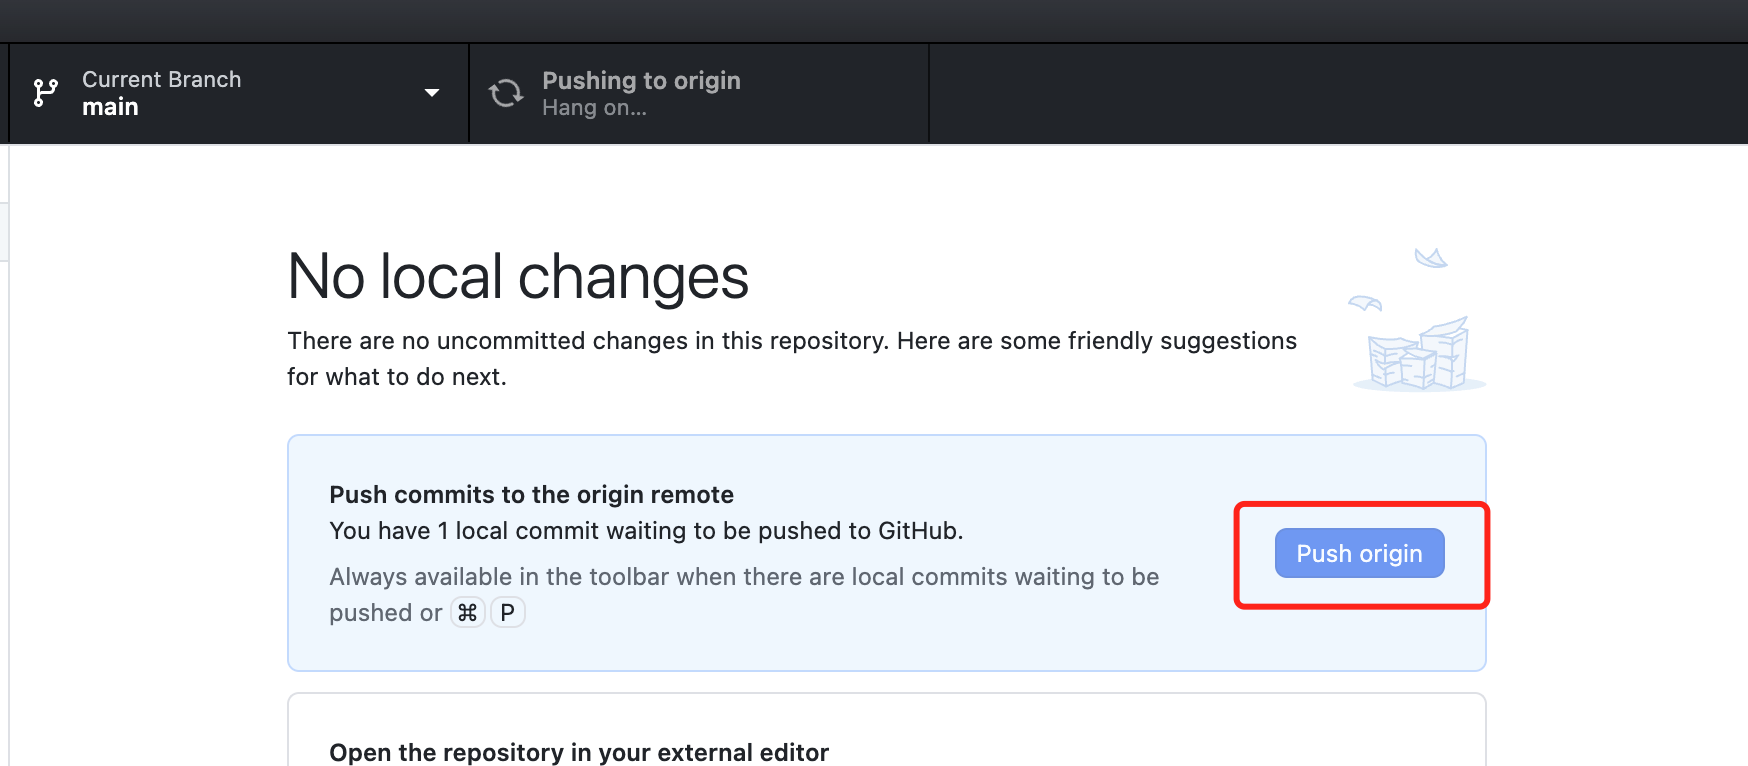 Current Branch
main
Pushing to origin
Hang on...
No local changes
There are no uncommitted changes in this repository. Here are some friendly suggestions
for what to do next.
Push commits to the origin remote
You have 1 local commit waiting to be pushed to GitHub.
Always available in the toolbar when there are local commits waiting to be
pushed or ⌘ P
Push origin
Open the repository in your external editor